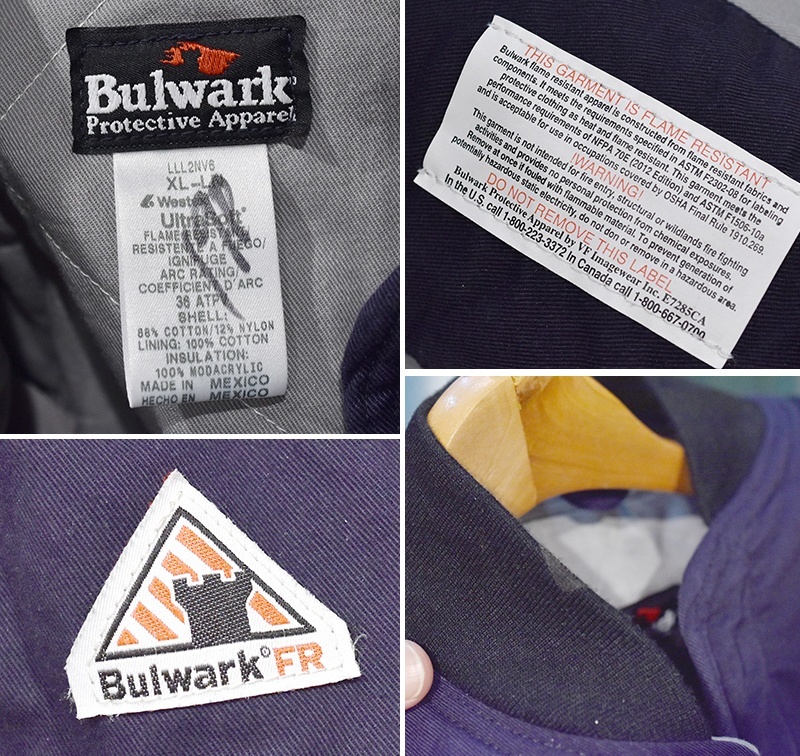 Bulwark®
Protective Apparel
LLL2NV6
XL-L
Westex
UltraSoft®
FLAME RESISTANT
RESISTENTE A FUEGO/
IGNIFUGE
ARC RATING/
COEFFICIENT D'ARC
36 ATPV
SHELL:
88% COTTON/12% NYLON
LINING: 100% COTTON
INSULATION:
100% MODACRYLIC
MADE IN MEXICO
HECHO EN MEXICO
THIS GARMENT IS FLAME RESISTANT
Bulwark flame resistant apparel is constructed from flame resistant fabrics and
components. It meets the requirements specified in ASTM F2302-08 for labeling
protective clothing as heat and flame resistant. This garment meets the
performance requirements of NFPA 70E (2012 Edition) and ASTM F1506-10a
and is acceptable for use in occupations covered by OSHA Final Rule 1910.269.
!WARNING!
This garment is not intended for fire entry, structural or wildlands fire fighting
activities and provides no personal protection from chemical exposures.
Remove at once if fouled with flammable material. To prevent generation of
potentially hazardous static electricity, do not don or remove in a hazardous area.
DO NOT REMOVE THIS LABEL
Bulwark Protective Apparel by VF Imagewear Inc. E7285CA
In the U.S. call 1-800-223-3372 In Canada call 1-800-667-0700
Bulwark® FR